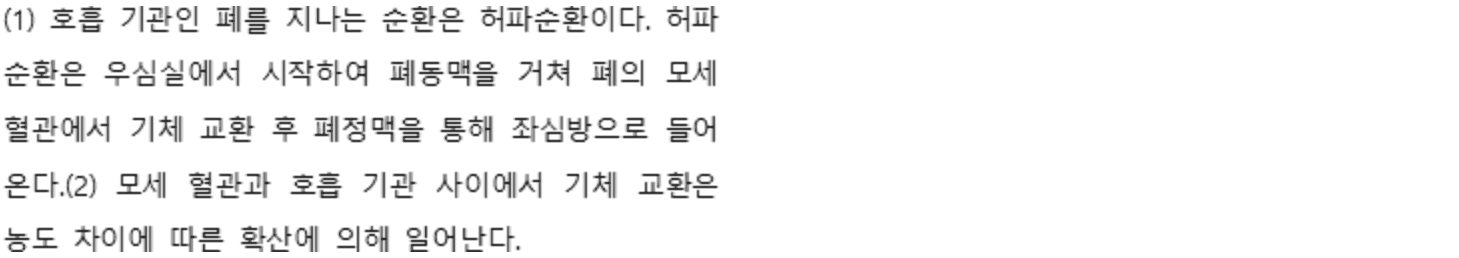 (1) 호흡 기관인 폐를 지나는 순환은 허파순환이다. 허파
순환은 우심실에서 시작하여 폐동맥을 거쳐 폐의 모세
혈관에서 기체 교환 후 폐정맥을 통해 좌심방으로 들어
온다.(2) 모세 혈관과 호흡 기관 사이에서 기체 교환은
농도 차이에 따른 확산에 의해 일어난다.